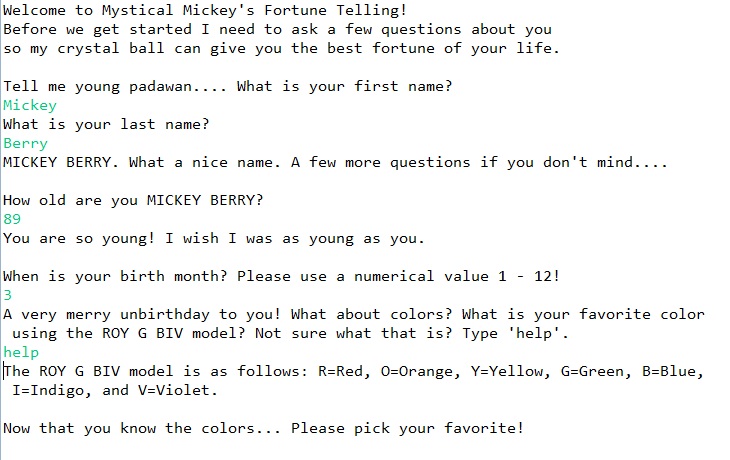 Welcome to Mystical Mickey's Fortune Telling!
Before we get started I need to ask a few questions about you
so my crystal ball can give you the best fortune of your life.
Tell me young padawan.... What is your first name?
Mickey
What is your last name?
Berry
MICKEY BERRY. What a nice name. A few more questions if you don't mind....
How old are you MICKEY BERRY?
89
You are so young! I wish I was as young as you.
When is your birth month? Please use a numerical value 1 - 12!
3
A very merry unbirthday to you! What about colors? What is your favorite color
using the ROY G BIV model? Not sure what that is? Type 'help'.
help
The ROY G BIV model is as follows: R=Red, O=Orange, Y=Yellow, G=Green, B=Blue,
I=Indigo, and V=Violet.
Now that you know the colors... Please pick your favorite!